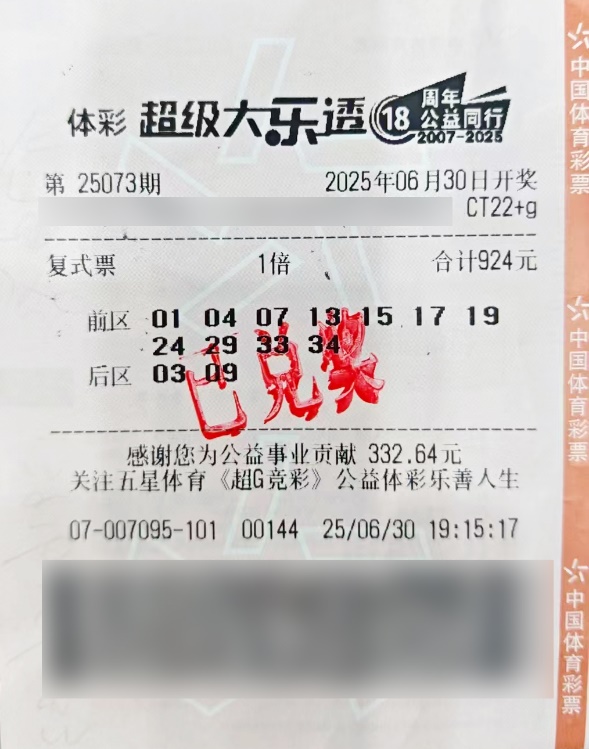 体彩 超级大乐透 18 周年 公益同行 2007-2025
第 25073期 2025年06月30日开奖
CT22+g
复式票 1倍 合计924元
前区 01 04 07 13 15 17 19
24 29 33 34
后区 03 09
已兑奖
感谢您为公益事业贡献 332.64元
关注五星体育《超G竞彩》公益体彩乐善人生
07-007095-101 00144 25/06/30 19:15:17
中国体育彩票
中国体育彩票
中国体育彩票